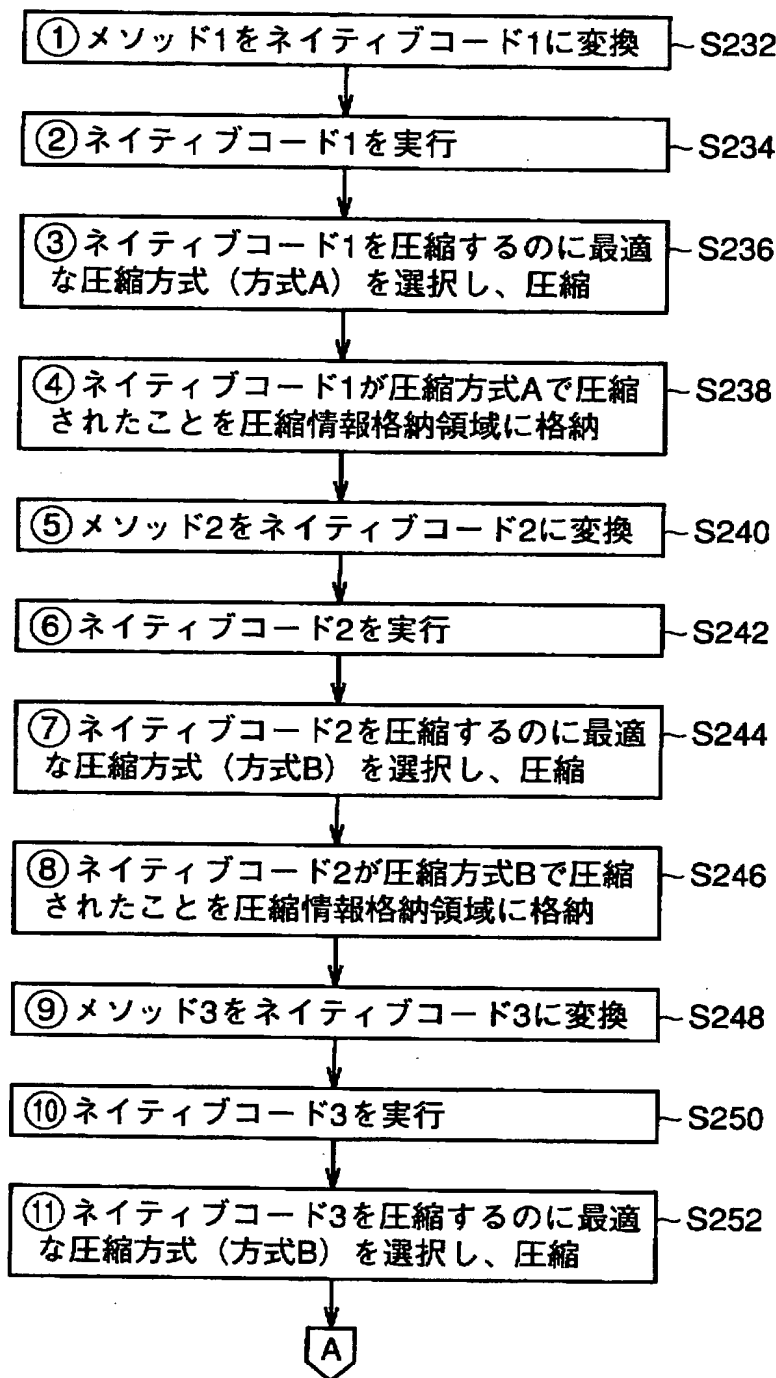 ①メソッド1をネイティブコード1に変換 ~S232
②ネイティブコード1を実行 ~S234
③ネイティブコード1を圧縮するのに最適 ~S236
な圧縮方式（方式A）を選択し、圧縮
④ネイティブコード1が圧縮方式Aで圧縮 ~S238
されたことを圧縮情報格納領域に格納
⑤メソッド2をネイティブコード2に変換 ~S240
⑥ネイティブコード2を実行 ~S242
⑦ネイティブコード2を圧縮するのに最適 ~S244
な圧縮方式（方式B）を選択し、圧縮
⑧ネイティブコード2が圧縮方式Bで圧縮 ~S246
されたことを圧縮情報格納領域に格納
⑨メソッド3をネイティブコード3に変換 ~S248
⑩ネイティブコード3を実行 ~S250
⑪ネイティブコード3を圧縮するのに最適 ~S252
な圧縮方式（方式B）を選択し、圧縮
A